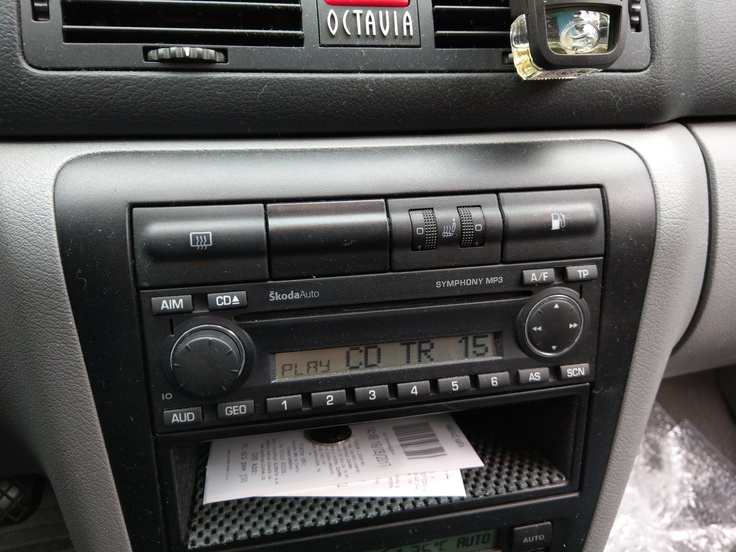 OCTAVIA
AIM CD ŠkodaAuto SYMPHONY MP3 A/F TP
PLAY CD TR 15
AUD GEO 1 2 3 4 5 6 AS SCN
AUTO AUTO